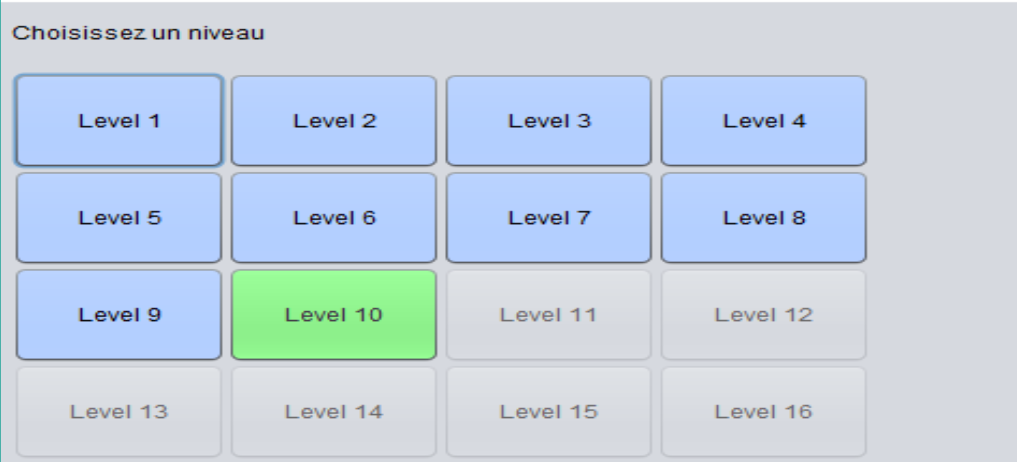 Choisissez un niveau
Level 1 Level 2 Level 3 Level 4
Level 5 Level 6 Level 7 Level 8
Level 9 Level 10 Level 11 Level 12
Level 13 Level 14 Level 15 Level 16